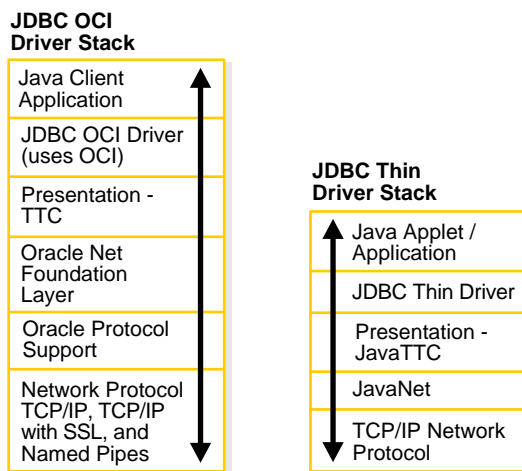 JDBC OCI
Driver Stack
Java Client
Application
JDBC OCI Driver
(uses OCI)
Presentation -
TTC
Oracle Net
Foundation
Layer
Oracle Protocol
Support
Network Protocol
TCP/IP, TCP/IP
with SSL, and
Named Pipes
JDBC Thin
Driver Stack
Java Applet /
Application
JDBC Thin Driver
Presentation -
JavaTTC
JavaNet
TCP/IP Network
Protocol